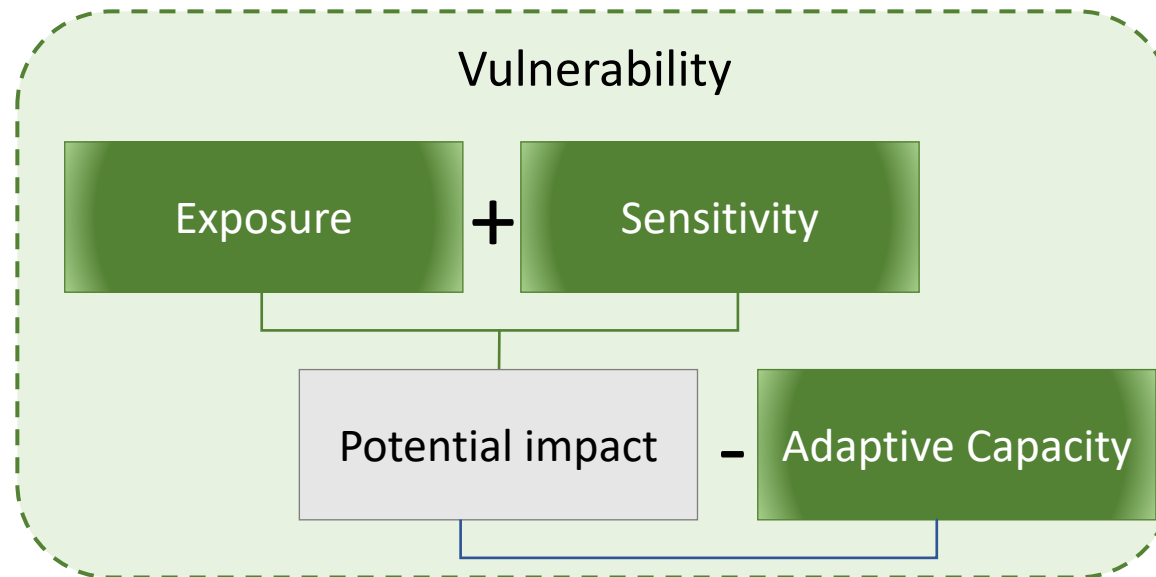 Vulnerability
Exposure + Sensitivity
Potential impact - Adaptive Capacity